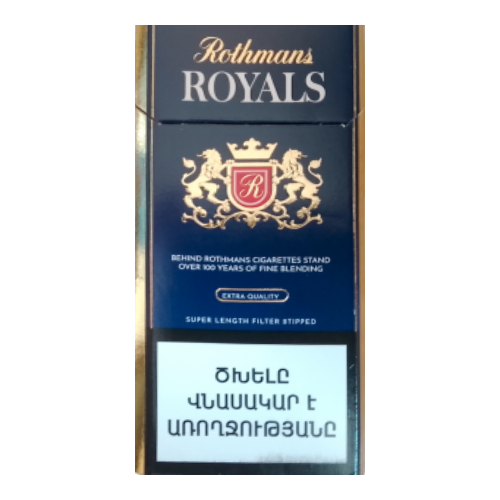 Rothmans
ROYALS
R
BEHIND ROTHMANS CIGARETTES STAND
OVER 100 YEARS OF FINE BLENDING
EXTRA QUALITY
SUPER LENGTH FILTER STIPPED
ԾԽԵԼԸ
ՎՆԱՍԱԿԱՐ Է
ԱՌՈՂՋՈՒԹՅԱՆԸ